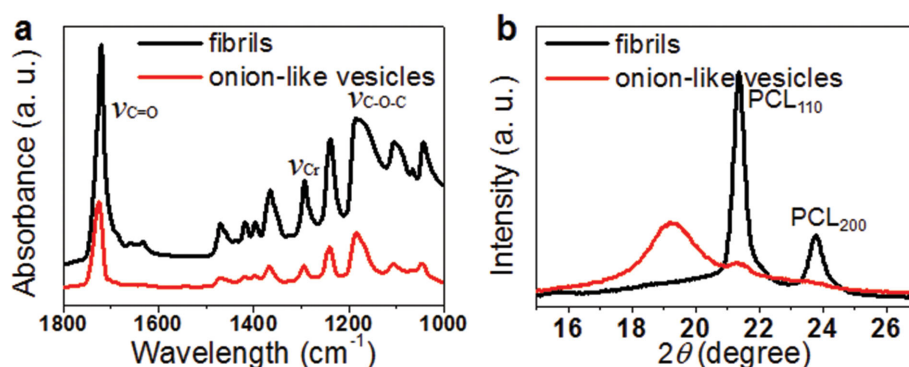 a
fibrils
onion-like vesicles
νC=O
νC-O-C
νCr
Absorbance (a. u.)
1800 1600 1400 1200 1000
Wavelength (cm⁻¹)
b
fibrils
onion-like vesicles
PCL₁₁₀
PCL₂₀₀
Intensity (a. u.)
16 18 20 22 24 26
2θ (degree)